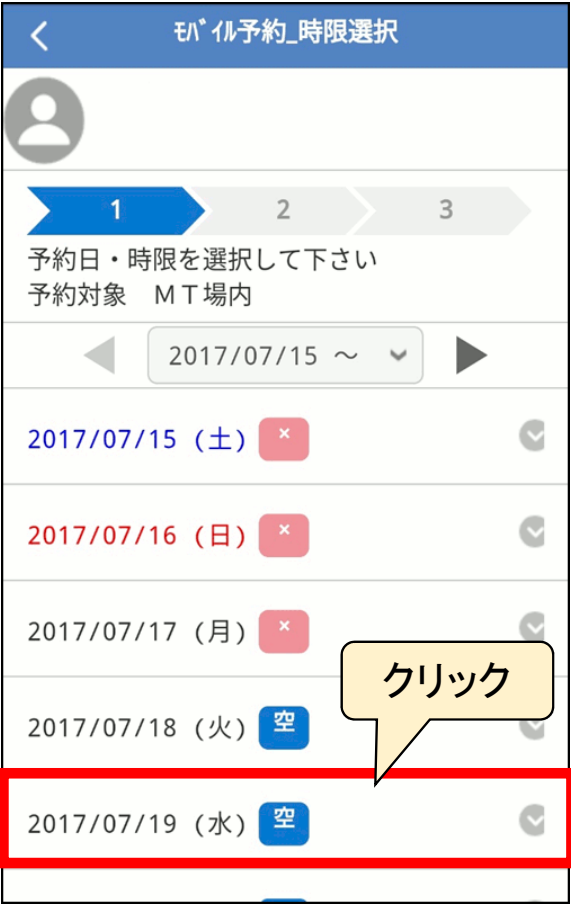 ﾓﾊﾞｲﾙ予約_時限選択
1
2
3
予約日・時限を選択して下さい
予約対象　ＭＴ場内
2017/07/15 ～
2017/07/15 (土) ×
2017/07/16 (日) ×
2017/07/17 (月) ×
クリック
2017/07/18 (火) 空
2017/07/19 (水) 空